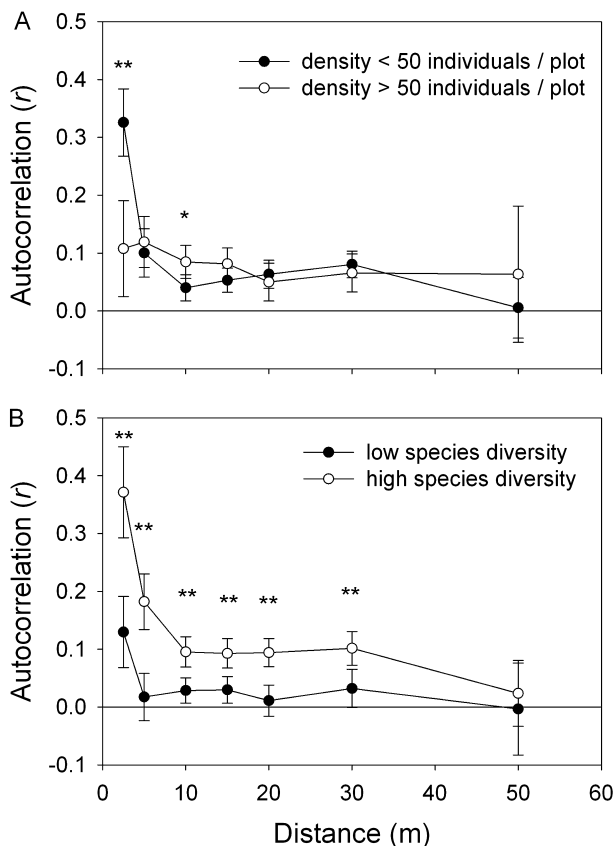 A
0.5
density < 50 individuals / plot
**
0.4
density > 50 individuals / plot
0.3
Autocorrelation (r)
0.2
*
0.1
0.0
-0.1
B
0.5
**
low species diversity
high species diversity
0.4
**
0.3
Autocorrelation (r)
0.2
** ** ** **
0.1
0.0
-0.1
0 10 20 30 40 50 60
Distance (m)